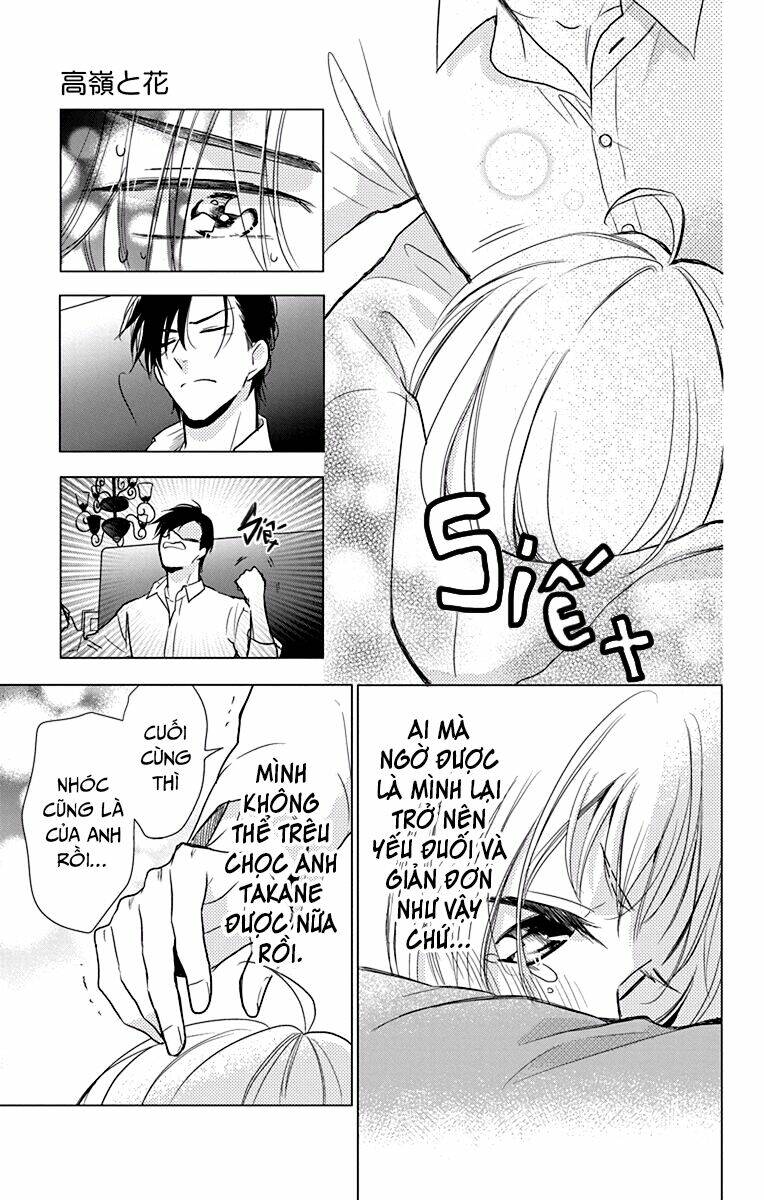 高嶺と花
Siết
Siết
AI MÀ
NGỜ ĐƯỢC
LÀ MÌNH LẠI
TRỞ NÊN
YẾU ĐUỐI VÀ
GIẢN ĐƠN
NHƯ VẬY
CHỨ...
MÌNH
KHÔNG
THỂ TRÊU
CHỌC ANH
TAKANE
ĐƯỢC NỮA
RỒI.
CUỐI
CÙNG THÌ
NHÓC
CŨNG LÀ
CỦA ANH
RỒI...